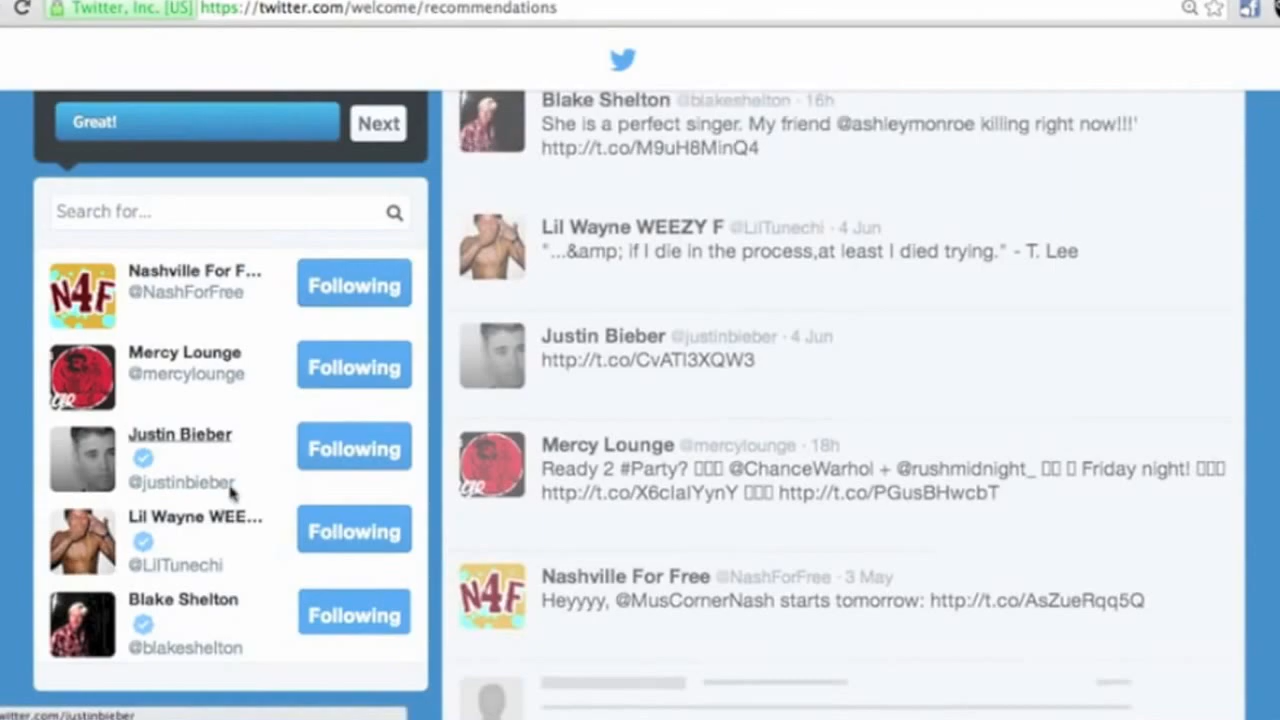 Twitter, Inc. [US] https://twitter.com/welcome/recommendations
Great!
Next
Search for...
Nashville For F...
@NashForFree
Following
Mercy Lounge
@mercylounge
Following
Justin Bieber
@justinbieber
Following
Lil Wayne WEE...
@LilTunechi
Following
Blake Shelton
@blakeshelton
Following
Blake Shelton @blakeshelton · 16h
She is a perfect singer. My friend @ashleymonroe killing right now!!!'
http://t.co/M9uH8MinQ4
Lil Wayne WEEZY F @LilTunechi · 4 Jun
"...&amp; if I die in the process,at least I died trying." - T. Lee
Justin Bieber @justinbieber · 4 Jun
http://t.co/CvATl3XQW3
Mercy Lounge @mercylounge · 18h
Ready 2 #Party? @ChanceWarhol + @rushmidnight_ Friday night!
http://t.co/X6cIaIYynY http://t.co/PGusBHwcbT
Nashville For Free @NashForFree · 3 May
Heyyyy, @MusCornerNash starts tomorrow: http://t.co/AsZueRqq5Q
N4F
N4F
witter.com/justinbieber